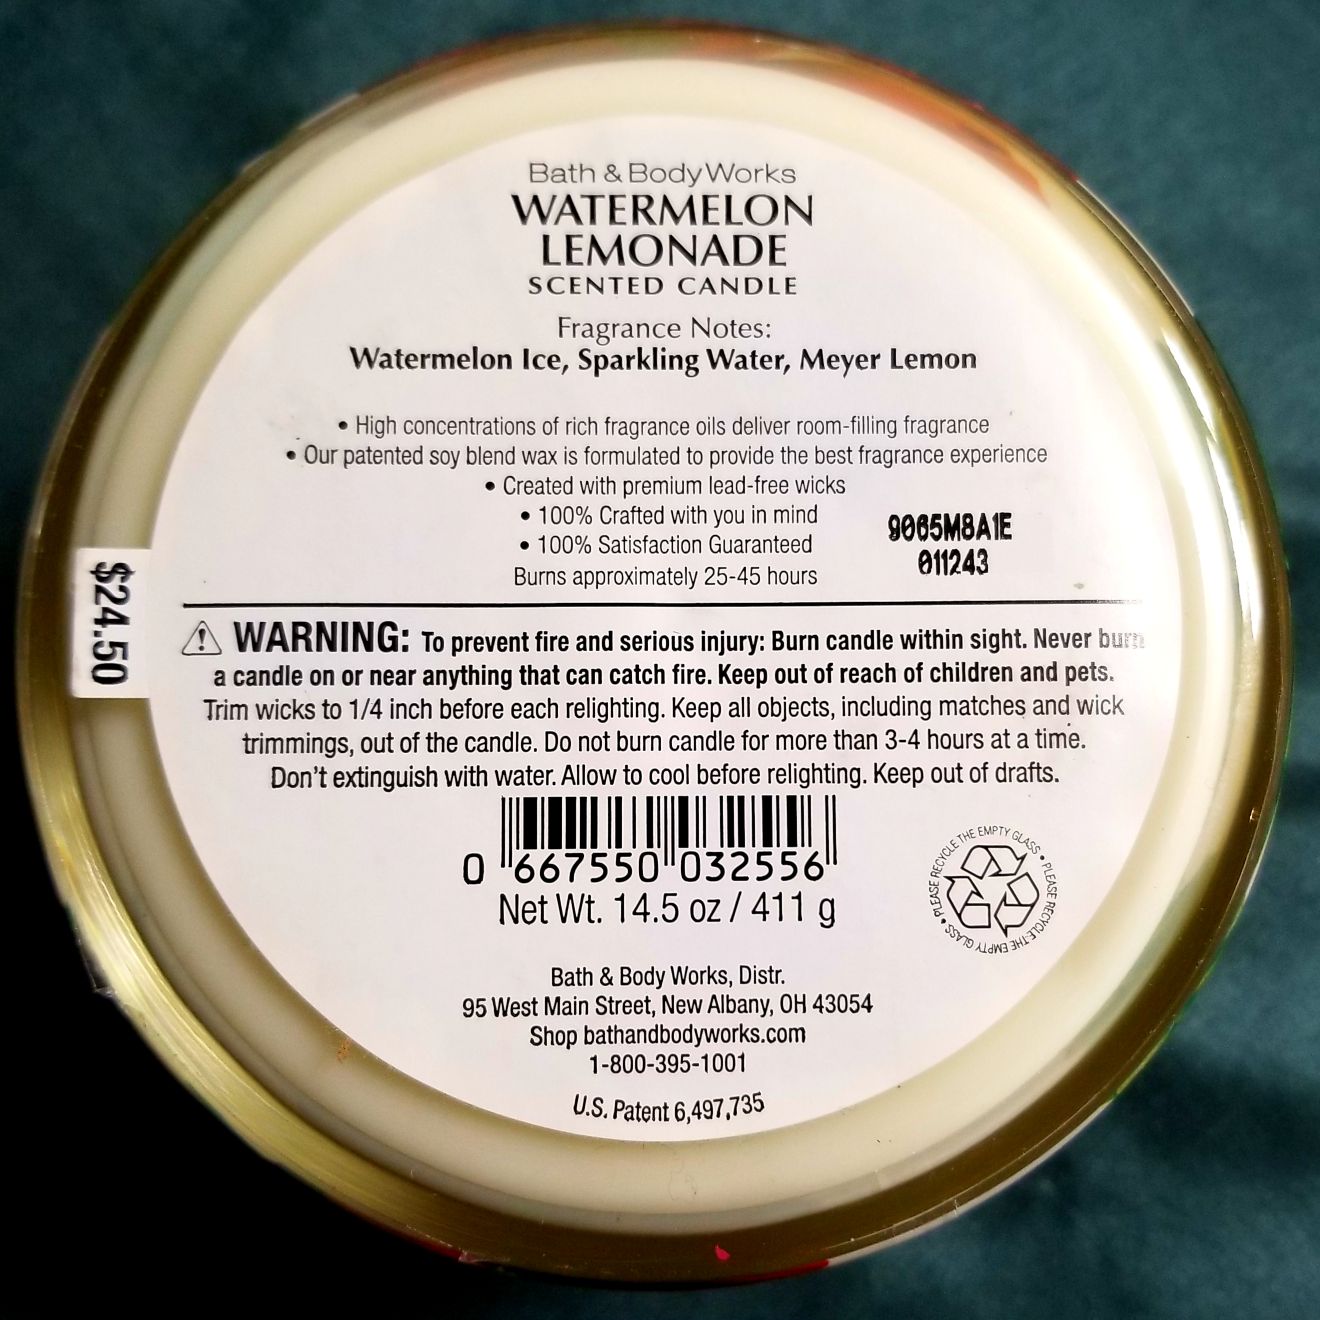 Bath & Body Works
WATERMELON
LEMONADE
SCENTED CANDLE
Fragrance Notes:
Watermelon Ice, Sparkling Water, Meyer Lemon
• High concentrations of rich fragrance oils deliver room-filling fragrance
• Our patented soy blend wax is formulated to provide the best fragrance experience
• Created with premium lead-free wicks
• 100% Crafted with you in mind
• 100% Satisfaction Guaranteed
Burns approximately 25-45 hours
9065M8A1E
011243
$24.50
WARNING: To prevent fire and serious injury: Burn candle within sight. Never burn
a candle on or near anything that can catch fire. Keep out of reach of children and pets.
Trim wicks to 1/4 inch before each relighting. Keep all objects, including matches and wick
trimmings, out of the candle. Do not burn candle for more than 3-4 hours at a time.
Don't extinguish with water. Allow to cool before relighting. Keep out of drafts.
0 667550 032556
Net Wt. 14.5 oz / 411 g
• PLEASE RECYCLE THE EMPTY GLASS • PLEASE RECYCLE THE EMPTY GLASS
Bath & Body Works, Distr.
95 West Main Street, New Albany, OH 43054
Shop bathandbodyworks.com
1-800-395-1001
U.S. Patent 6,497,735